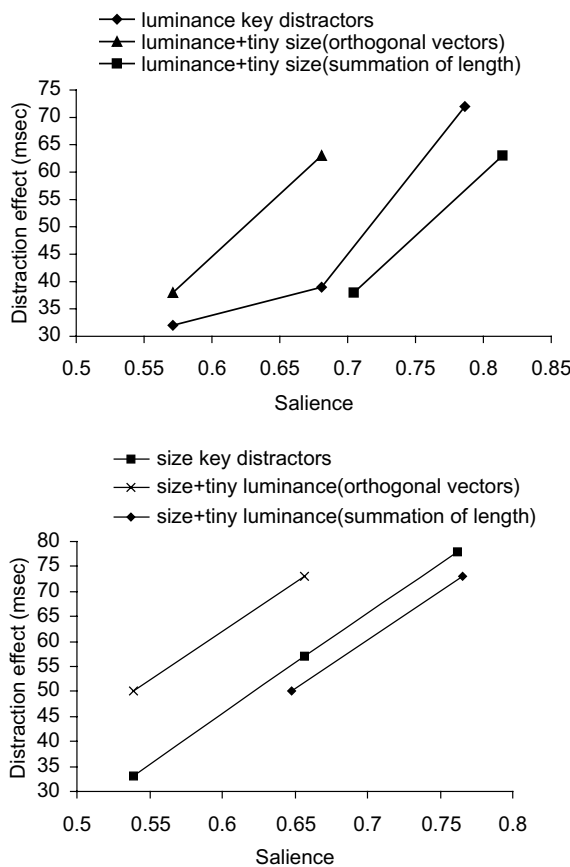 luminance key distractors
luminance+tiny size(orthogonal vectors)
luminance+tiny size(summation of length)
75
70
65
60
55
50
45
40
35
30
Distraction effect (msec)
0.5 0.55 0.6 0.65 0.7 0.75 0.8 0.85
Salience
size key distractors
size+tiny luminance(orthogonal vectors)
size+tiny luminance(summation of length)
80
75
70
65
60
55
50
45
40
35
30
Distraction effect (msec)
0.5 0.55 0.6 0.65 0.7 0.75 0.8
Salience